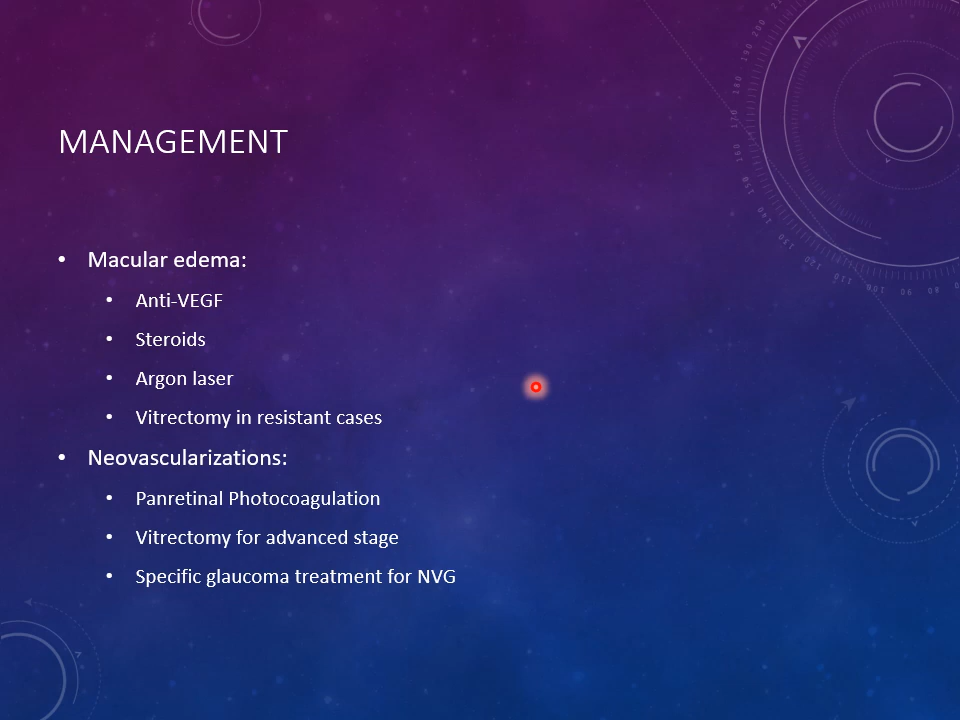 MANAGEMENT
• Macular edema:
• Anti-VEGF
• Steroids
• Argon laser
• Vitrectomy in resistant cases
• Neovascularizations:
• Panretinal Photocoagulation
• Vitrectomy for advanced stage
• Specific glaucoma treatment for NVG